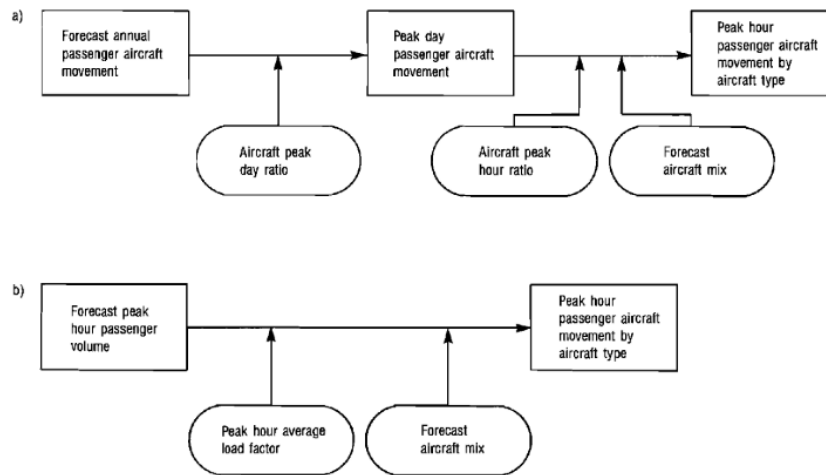 a)
Forecast annual
passenger aircraft
movement
Peak day
passenger aircraft
movement
Peak hour
passenger aircraft
movement by
aircraft type
Aircraft peak
day ratio
Aircraft peak
hour ratio
Forecast
aircraft mix
b)
Forecast peak
hour passenger
volume
Peak hour
passenger aircraft
movement by
aircraft type
Peak hour average
load factor
Forecast
aircraft mix